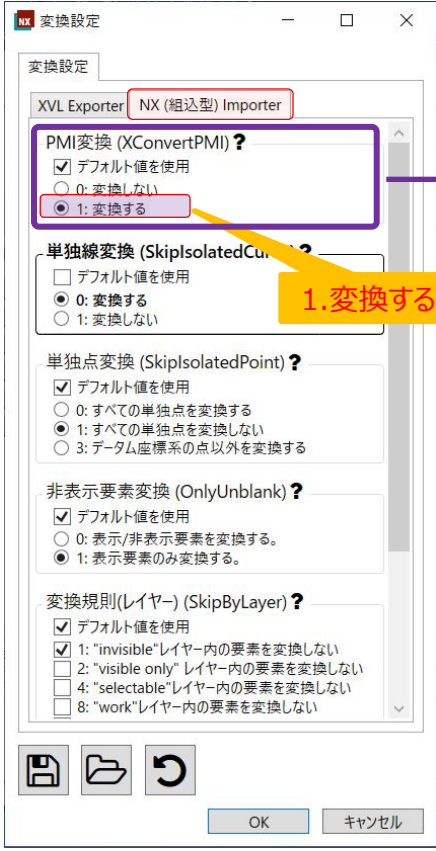 NX 変換設定
変換設定
XVL Exporter NX (組込型) Importer
PMI変換 (XConvertPMI) ?
デフォルト値を使用
0: 変換しない
1: 変換する
単独線変換 (SkipIsolatedCu ?
デフォルト値を使用
0: 変換する
1: 変換しない
1.変換する
単独点変換 (SkipIsolatedPoint) ?
デフォルト値を使用
0: すべての単独点を変換する
1: すべての単独点を変換しない
3: データム座標系の点以外を変換する
非表示要素変換 (OnlyUnblank) ?
デフォルト値を使用
0: 表示/非表示要素を変換する。
1: 表示要素のみ変換する。
変換規則(レイヤー) (SkipByLayer) ?
デフォルト値を使用
1: "invisible"レイヤー内の要素を変換しない
2: "visible only" レイヤー内の要素を変換しない
4: "selectable"レイヤー内の要素を変換しない
8: "work"レイヤー内の要素を変換しない
OK キャンセル